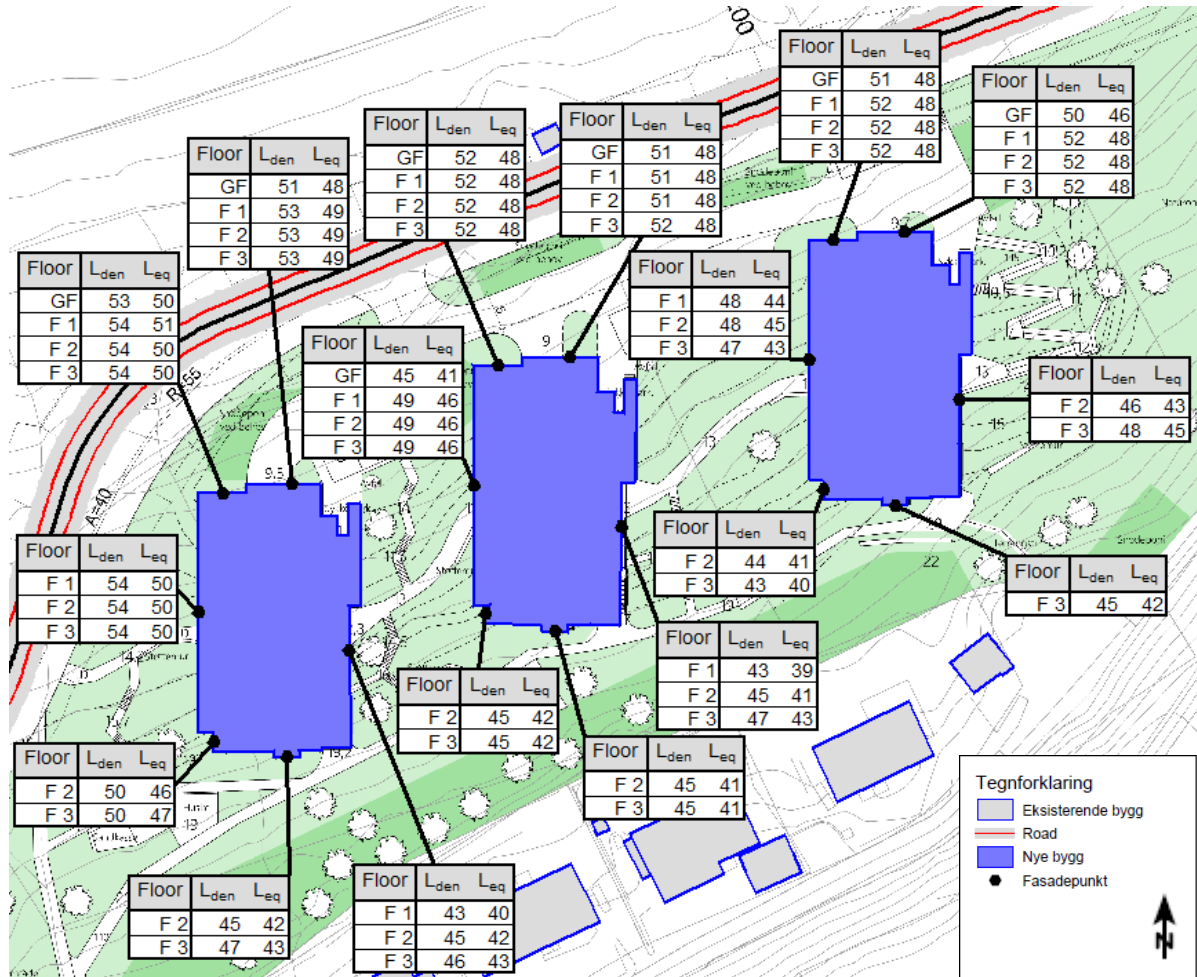 Floor Lden Leq
GF 51 48
F 1 52 48
F 2 52 48
F 3 52 48
Floor Lden Leq
GF 50 46
F 1 52 48
F 2 52 48
F 3 52 48
Floor Lden Leq
GF 52 48
F 1 52 48
F 2 52 48
F 3 52 48
Floor Lden Leq
GF 51 48
F 1 51 48
F 2 51 48
F 3 52 48
Floor Lden Leq
GF 51 48
F 1 53 49
F 2 53 49
F 3 53 49
Floor Lden Leq
GF 53 50
F 1 54 51
F 2 54 50
F 3 54 50
Floor Lden Leq
F 1 48 44
F 2 48 45
F 3 47 43
Floor Lden Leq
GF 45 41
F 1 49 46
F 2 49 46
F 3 49 46
Floor Lden Leq
F 2 46 43
F 3 48 45
R=55
9
9,5
A=40
13
15
22
Floor Lden Leq
F 1 54 50
F 2 54 50
F 3 54 50
Floor Lden Leq
F 2 44 41
F 3 43 40
Floor Lden Leq
F 3 45 42
Floor Lden Leq
F 1 43 39
F 2 45 41
F 3 47 43
Floor Lden Leq
F 2 45 42
F 3 45 42
Floor Lden Leq
F 2 50 46
F 3 50 47
Floor Lden Leq
F 2 45 41
F 3 45 41
Floor Lden Leq
F 2 45 42
F 3 47 43
Floor Lden Leq
F 1 43 40
F 2 45 42
F 3 46 43
Tegnforklaring
Eksisterende bygg
Road
Nye bygg
Fasadepunkt
N